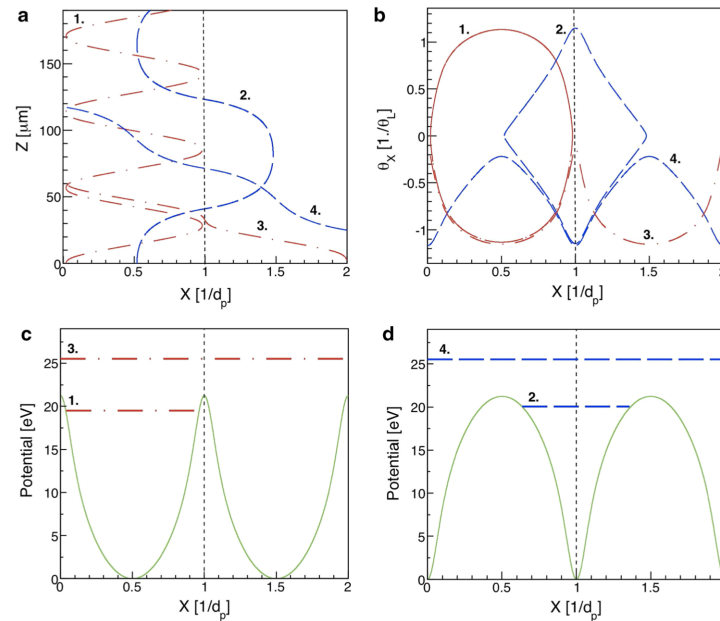 a
1.
2.
3.
4.
Z [μm]
150
100
50
0
0 0.5 1 1.5 2
X [1/dp]
b
1.
2.
3.
4.
θX [1./θL]
1
0.5
0
-0.5
-1
0 0.5 1 1.5
X [1/dp]
c
3.
1.
Potential [eV]
25
20
15
10
5
0
0 0.5 1 1.5 2
X [1/dp]
d
4.
2.
Potential [eV]
25
20
15
10
5
0
0 0.5 1 1.5
X [1/dp]